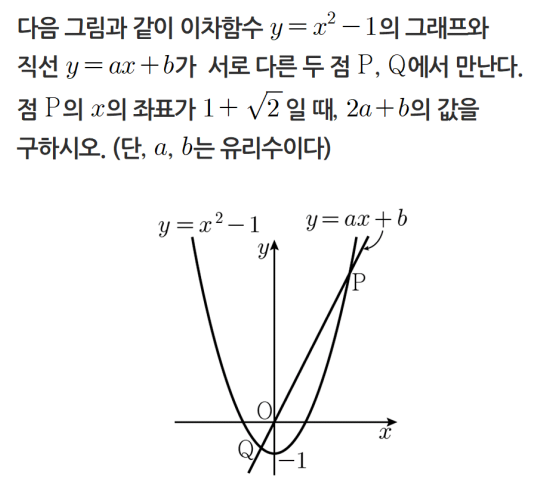 다음 그림과 같이 이차함수 y = x² − 1의 그래프와
직선 y = ax + b가 서로 다른 두 점 P, Q에서 만난다.
점 P의 x의 좌표가 1 + √2 일 때, 2a + b의 값을
구하시오. (단, a, b는 유리수이다)
y = x² − 1
y = ax + b
y
P
O
x
Q
−1